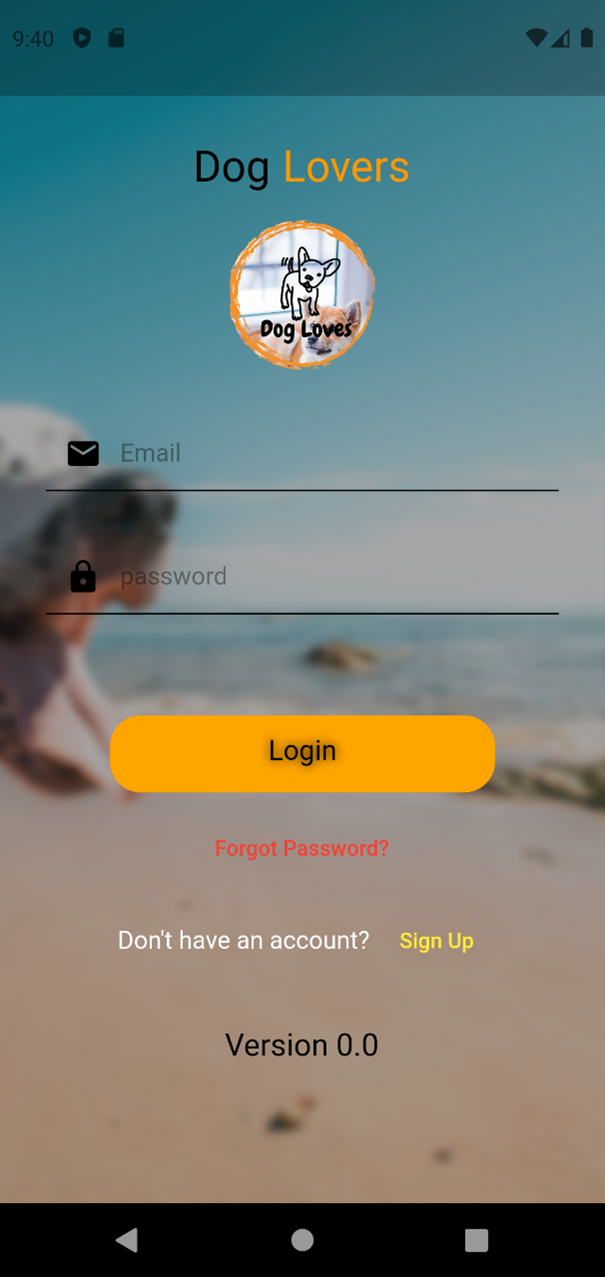 9:40
Dog Lovers
Dog Loves
Email
password
Login
Forgot Password?
Don't have an account? Sign Up
Version 0.0